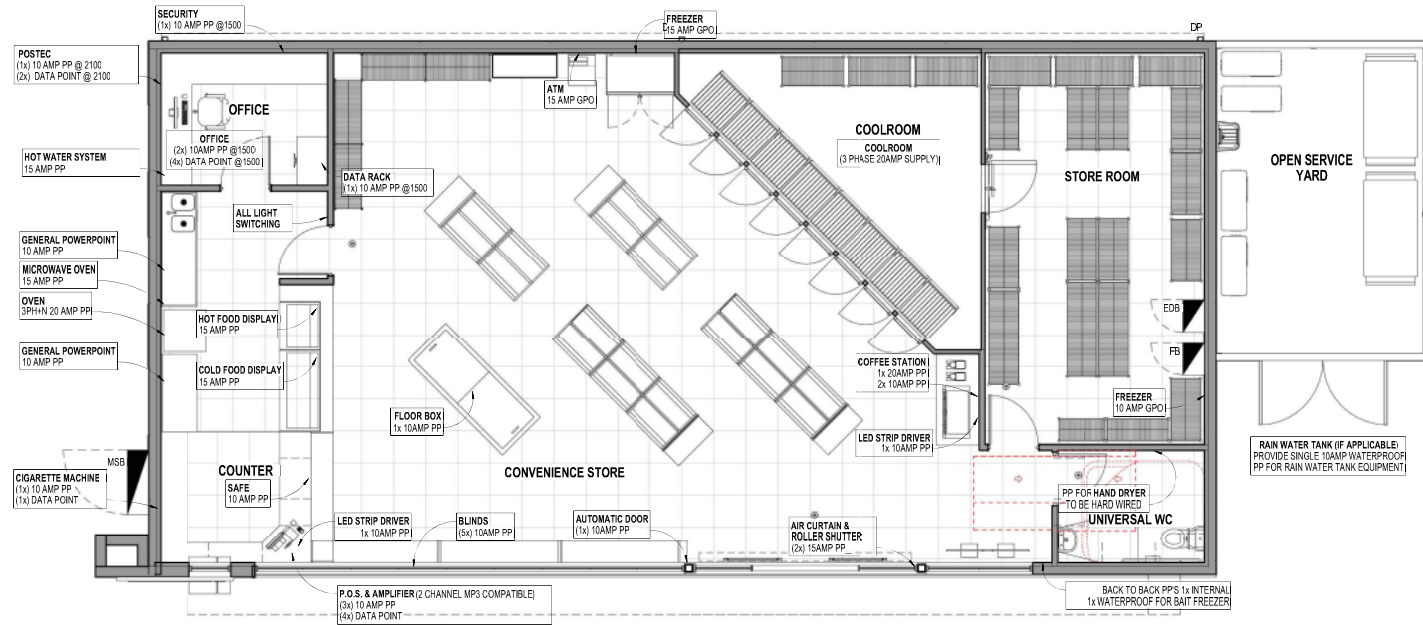 SECURITY
(1x) 10 AMP PP @1500
FREEZER
15 AMP GPO
DP
POSTEC
(1x) 10 AMP PP @ 2100
(2x) DATA POINT @ 2100
ATM
15 AMP GPO
OFFICE
OFFICE
(2x) 10AMP PP @1500
(4x) DATA POINT @1500
COOLROOM
COOLROOM
(3 PHASE 20AMP SUPPLY)
HOT WATER SYSTEM
15 AMP PP
DATA RACK
(1x) 10 AMP PP @1500
STORE ROOM
OPEN SERVICE
YARD
ALL LIGHT
SWITCHING
GENERAL POWERPOINT
10 AMP PP
MICROWAVE OVEN
15 AMP PP
OVEN
3PH+N 20 AMP PP
HOT FOOD DISPLAY
15 AMP PP
EDB
GENERAL POWERPOINT
10 AMP PP
COLD FOOD DISPLAY
15 AMP PP
FB
COFFEE STATION
1x 20AMP PP
2x 10AMP PP
FREEZER
10 AMP GPO
FLOOR BOX
1x 10AMP PP
LED STRIP DRIVER
1x 10AMP PP
RAIN WATER TANK (IF APPLICABLE)
PROVIDE SINGLE 10AMP WATERPROOF
PP FOR RAIN WATER TANK EQUIPMENT
MSB
CIGARETTE MACHINE
(1x) 10 AMP PP
(1x) DATA POINT
COUNTER
SAFE
10 AMP PP
CONVENIENCE STORE
PP FOR HAND DRYER
TO BE HARD WIRED
UNIVERSAL WC
LED STRIP DRIVER
1x 10AMP PP
BLINDS
(5x) 10AMP PP
AUTOMATIC DOOR
(1x) 10AMP PP
AIR CURTAIN &
ROLLER SHUTTER
(2x) 15AMP PP
P.O.S. & AMPLIFIER (2 CHANNEL MP3 COMPATIBLE)
(3x) 10 AMP PP
(4x) DATA POINT
BACK TO BACK PP'S 1x INTERNAL
1x WATERPROOF FOR BAIT FREEZER